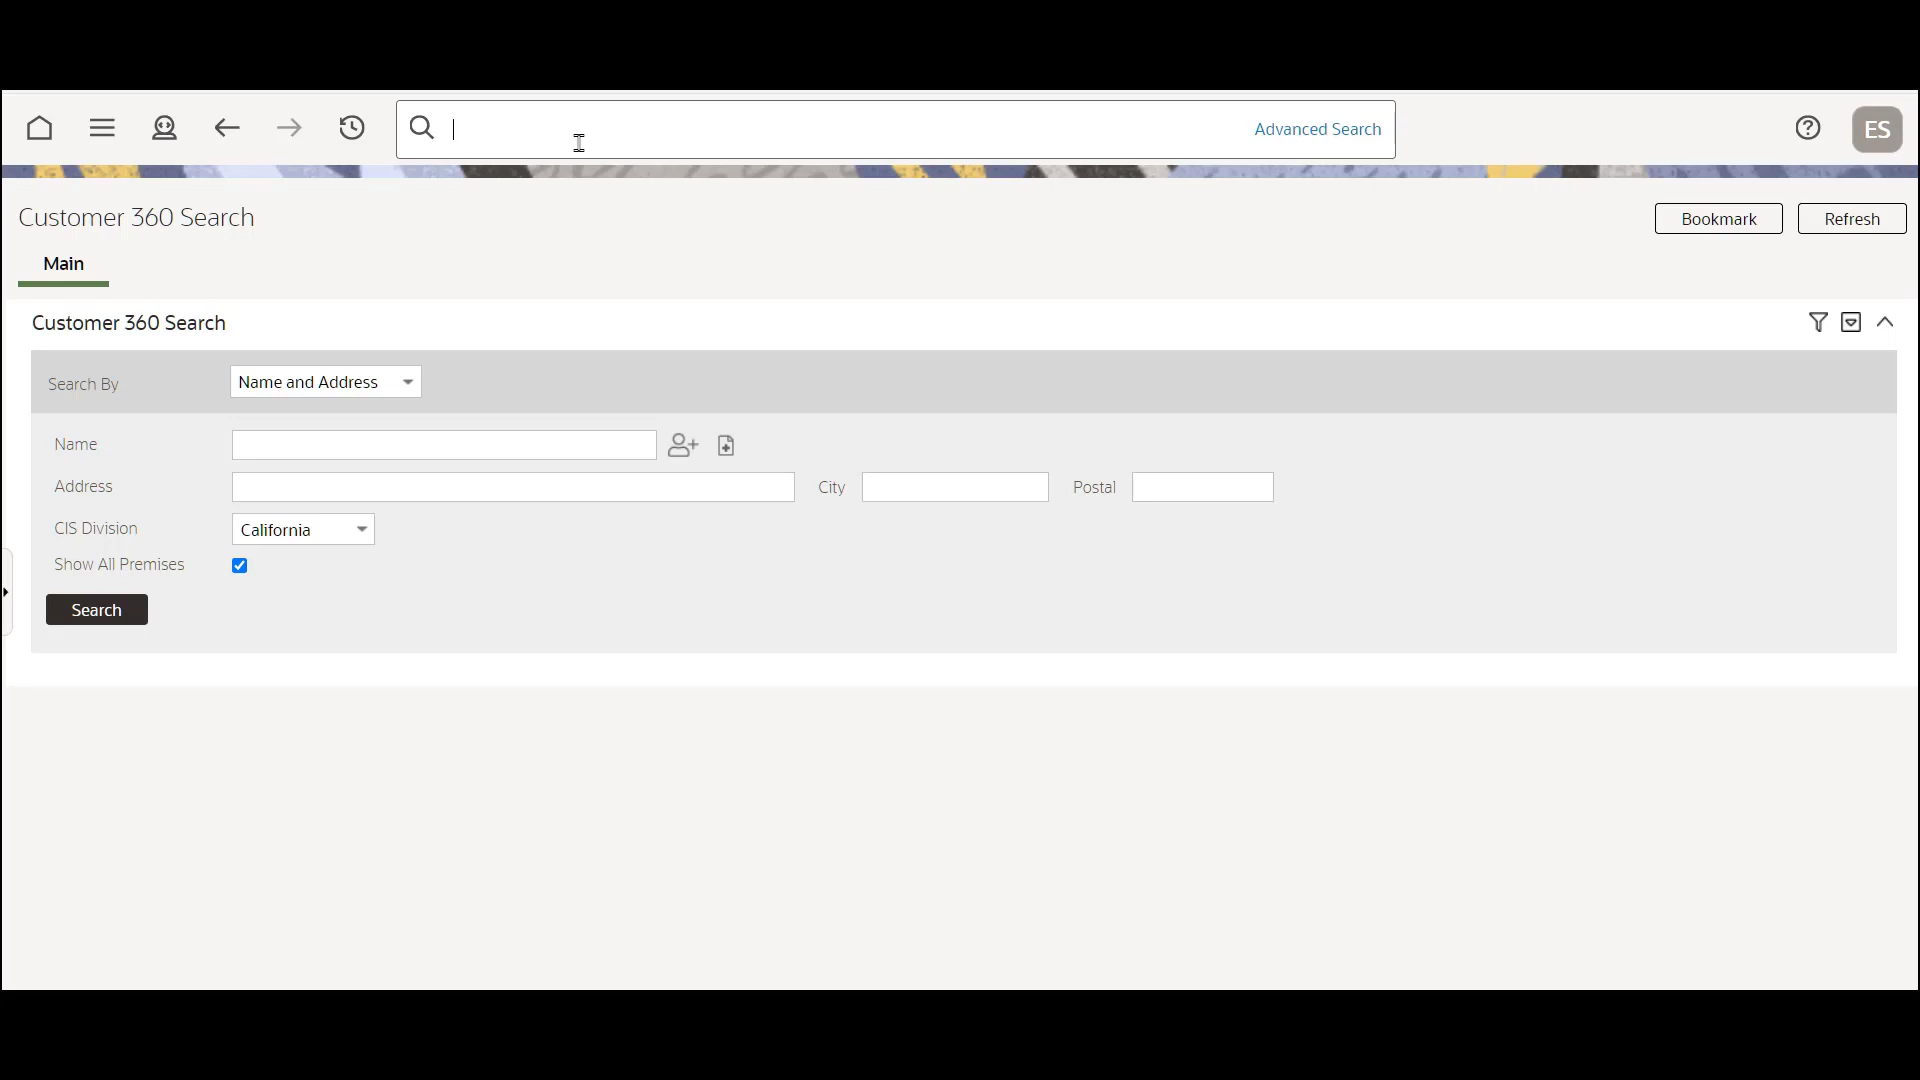 Advanced Search
ES
Customer 360 Search
Bookmark
Refresh
Main
Customer 360 Search
Search By
Name and Address
Name
Address
City
Postal
CIS Division
California
Show All Premises
Search